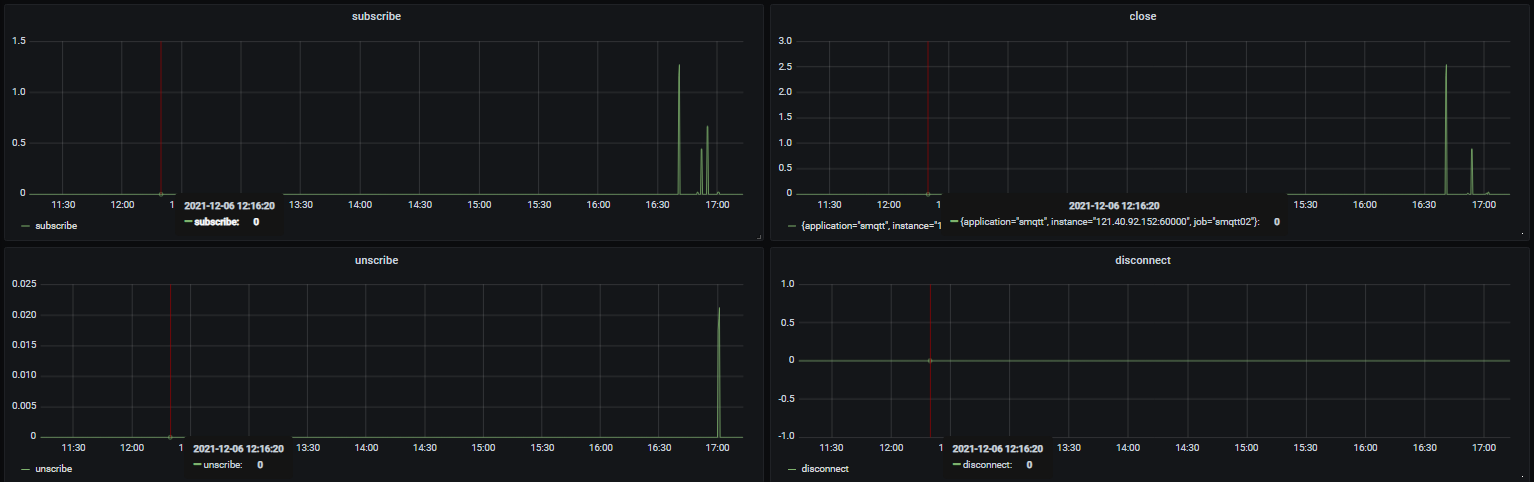 subscribe
1.5
1.0
0.5
0
11:30 12:00 1 13:30 14:00 14:30 15:00 15:30 16:00 16:30 17:00
2021-12-06 12:16:20
subscribe: 0
subscribe
close
3.0
2.5
2.0
1.5
1.0
0.5
0
11:30 12:00 1 15:30 16:00 16:30 17:00
2021-12-06 12:16:20
{application="smqtt", instance="1
{application="smqtt", instance="121.40.92.152:60000", job="smqtt02"}: 0
unscribe
0.025
0.020
0.015
0.010
0.005
0
11:30 12:00 1 13:30 14:00 14:30 15:00 15:30 16:00 16:30 17:00
2021-12-06 12:16:20
unscribe: 0
unscribe
disconnect
1.0
0.5
0
-0.5
-1.0
11:30 12:00 1 13:30 14:00 14:30 15:00 15:30 16:00 16:30 17:00
2021-12-06 12:16:20
disconnect: 0
disconnect